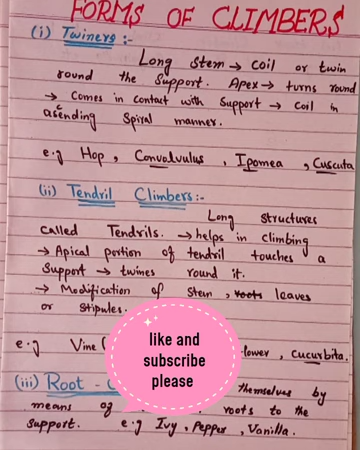 FORMS OF CLIMBERS
(i) Twiners :-
Long stem → coil or twin
round the Support. Apex → turns round
→ Comes in contact with Support → Coil in
asending Spiral manner.
e.g Hop, Convolvulus, Ipomea, Cuscuta
(ii) Tendril Climbers:-
Long Structures
Called Tendrils. → helps in climbing
→ Apical portion of tendril touches a
Support → twines round it.
→ Modification of Stem, roots leaves
or Stipules.
e.g Vine
lower, Cucurbita.
like and
subscribe
please
(iii) Root -
themselves by
means of roots to the
Support. e.g Ivy, Pepper, Vanilla.